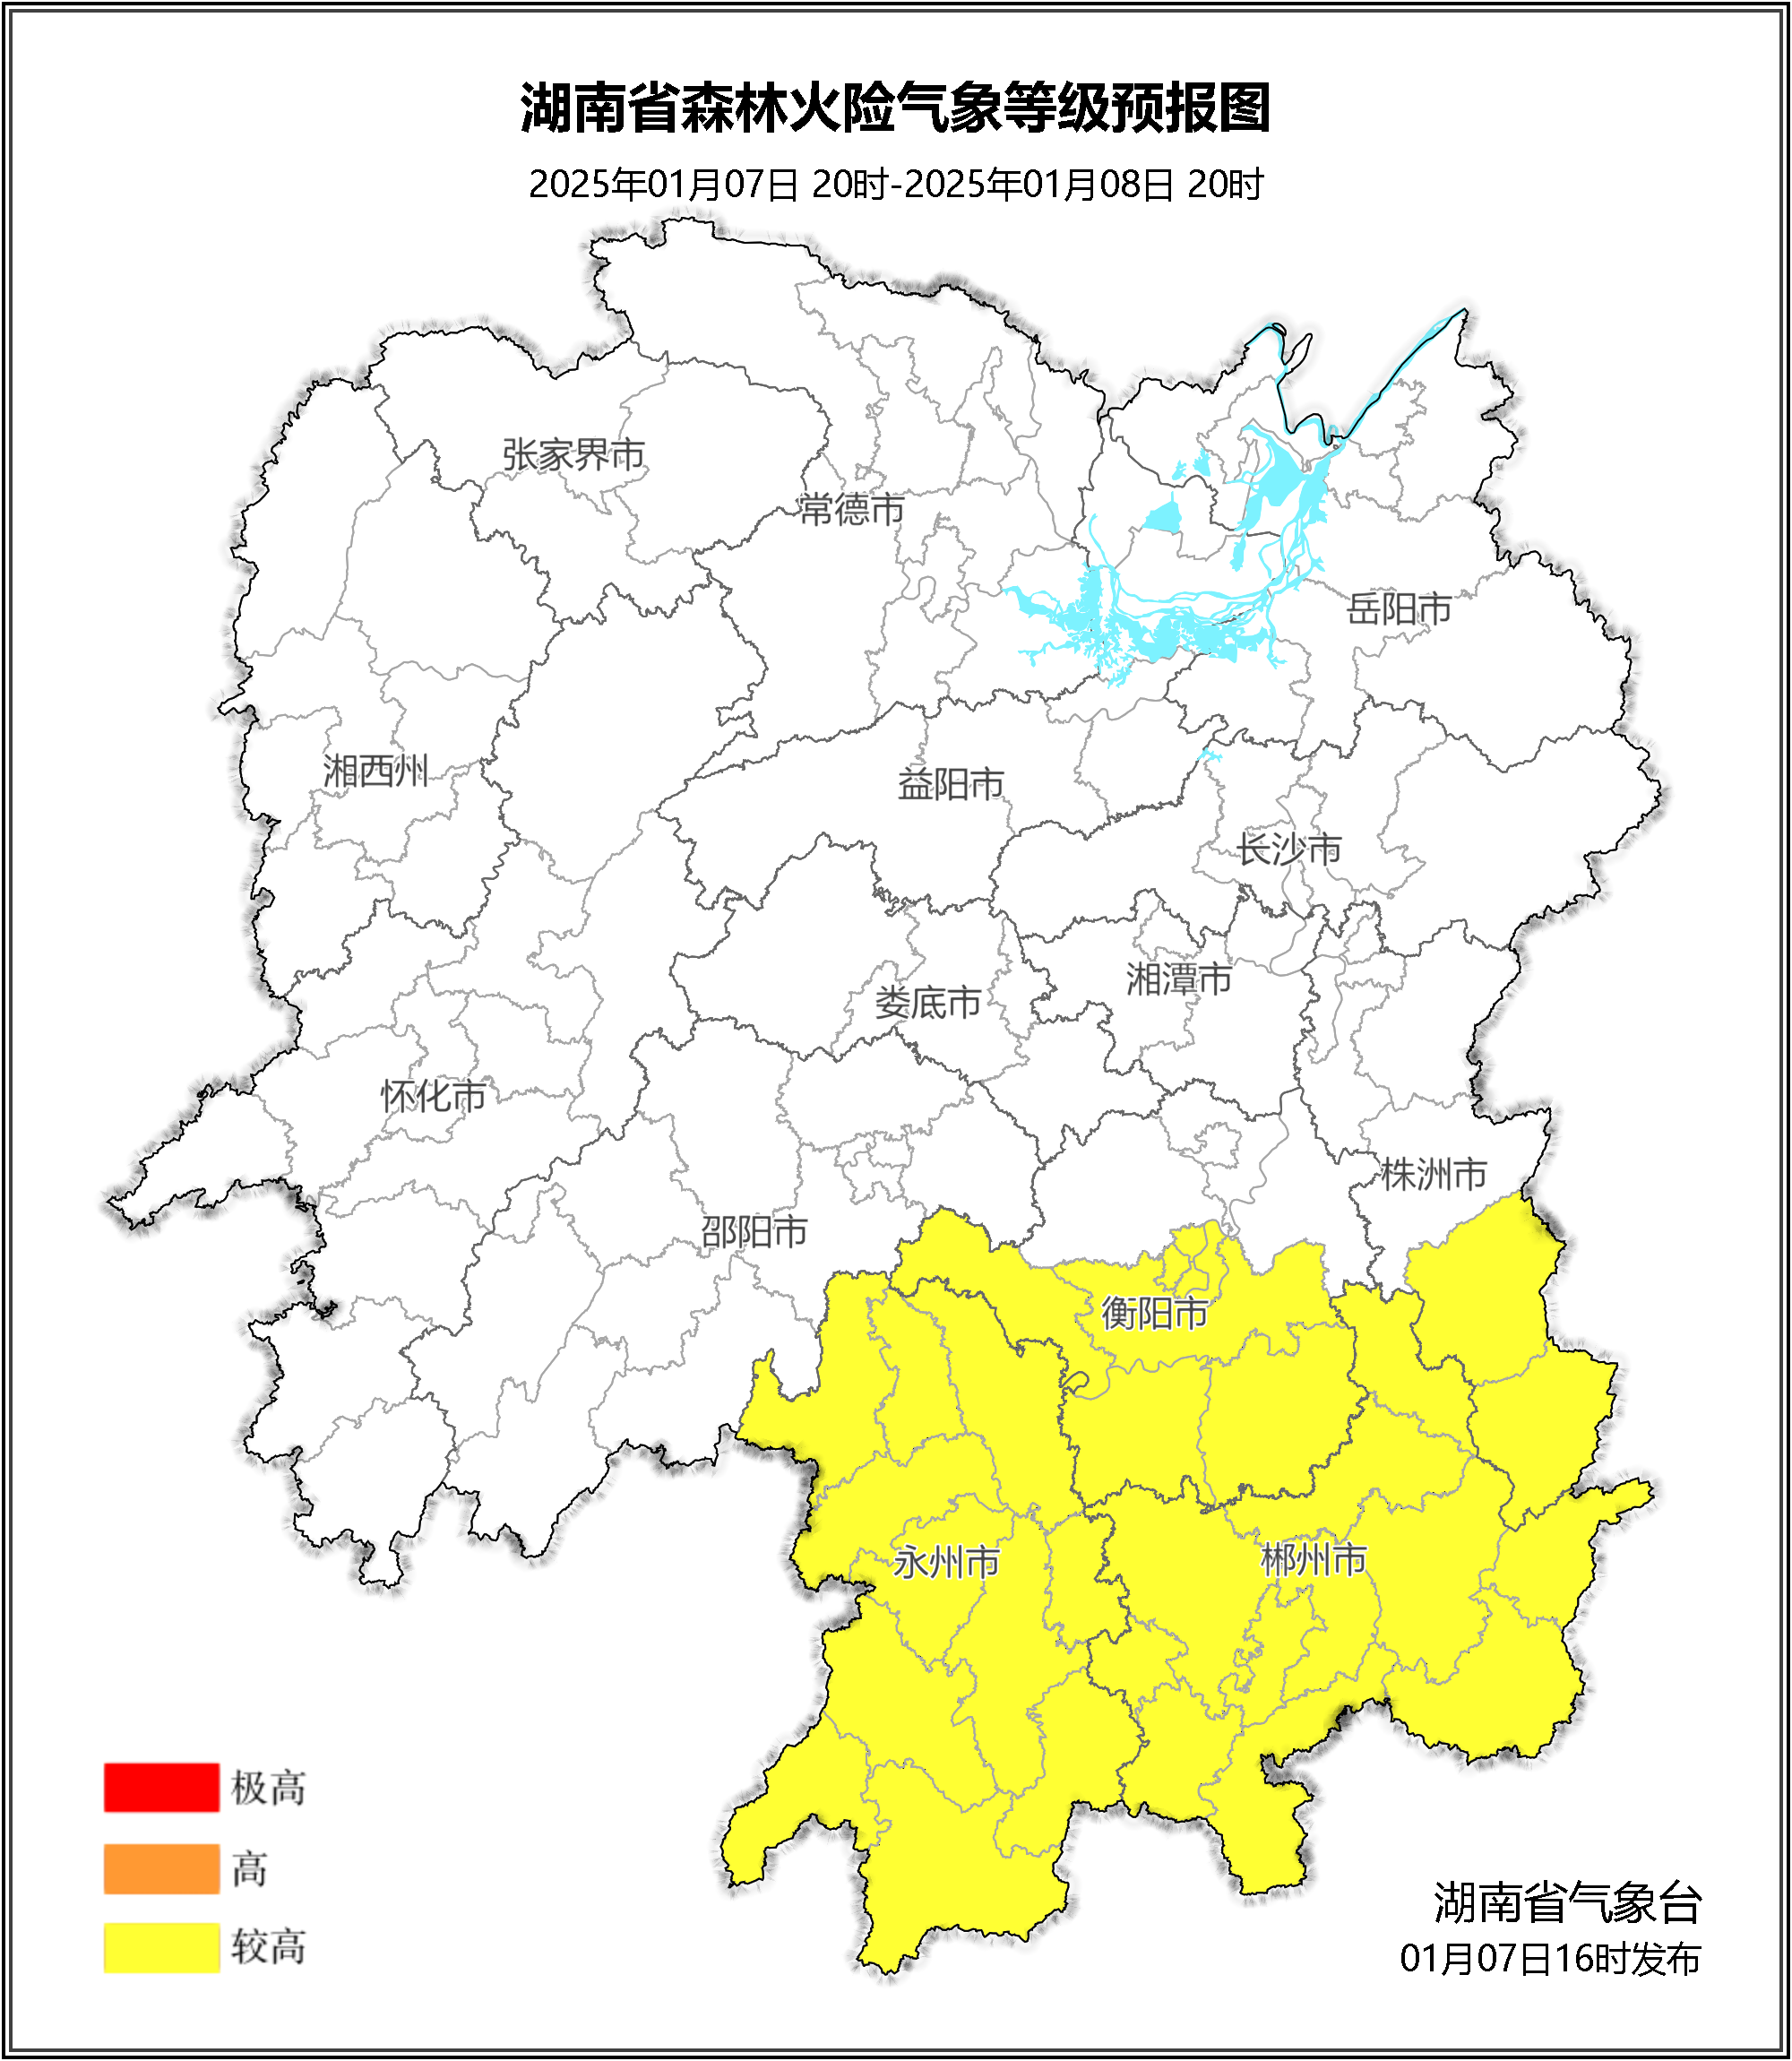 湖南省森林火险气象等级预报图
2025年01月07日 20时-2025年01月08日 20时
张家界市
常德市
岳阳市
湘西州
益阳市
长沙市
湘潭市
娄底市
怀化市
株洲市
邵阳市
衡阳市
永州市
郴州市
极高
高
较高
湖南省气象台
01月07日16时发布